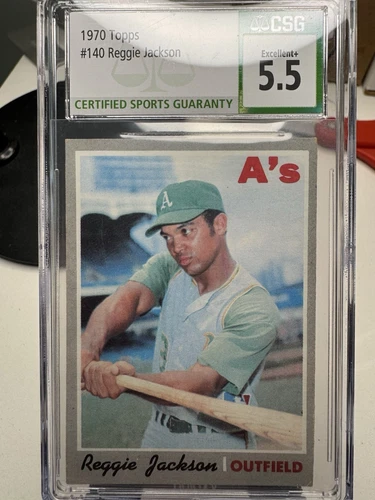 1970 Topps
#140 Reggie Jackson
CERTIFIED SPORTS GUARANTY
CSG
Excellent+
5.5
A's
A
Reggie Jackson OUTFIELD